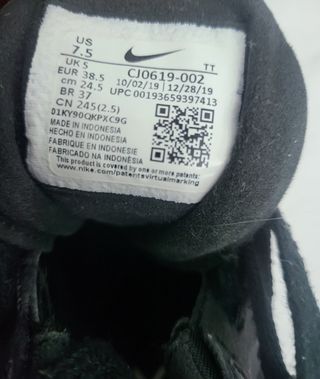 US
7.5
UK 5
EUR 38.5
cm 24.5
BR 37
CN 245(2.5)
TT
CJ0619-002
10/02/19 12/28/19
UPC 00193659397413
01KY90QKPXC9G
MADE IN INDONESIA
HECHO EN INDONESIA
FABRIQUE EN INDONESIE
FABRICADO NA INDONÉSIA
This product is covered by one or more patents. See
www.nike.com/patentsvirtualmarking